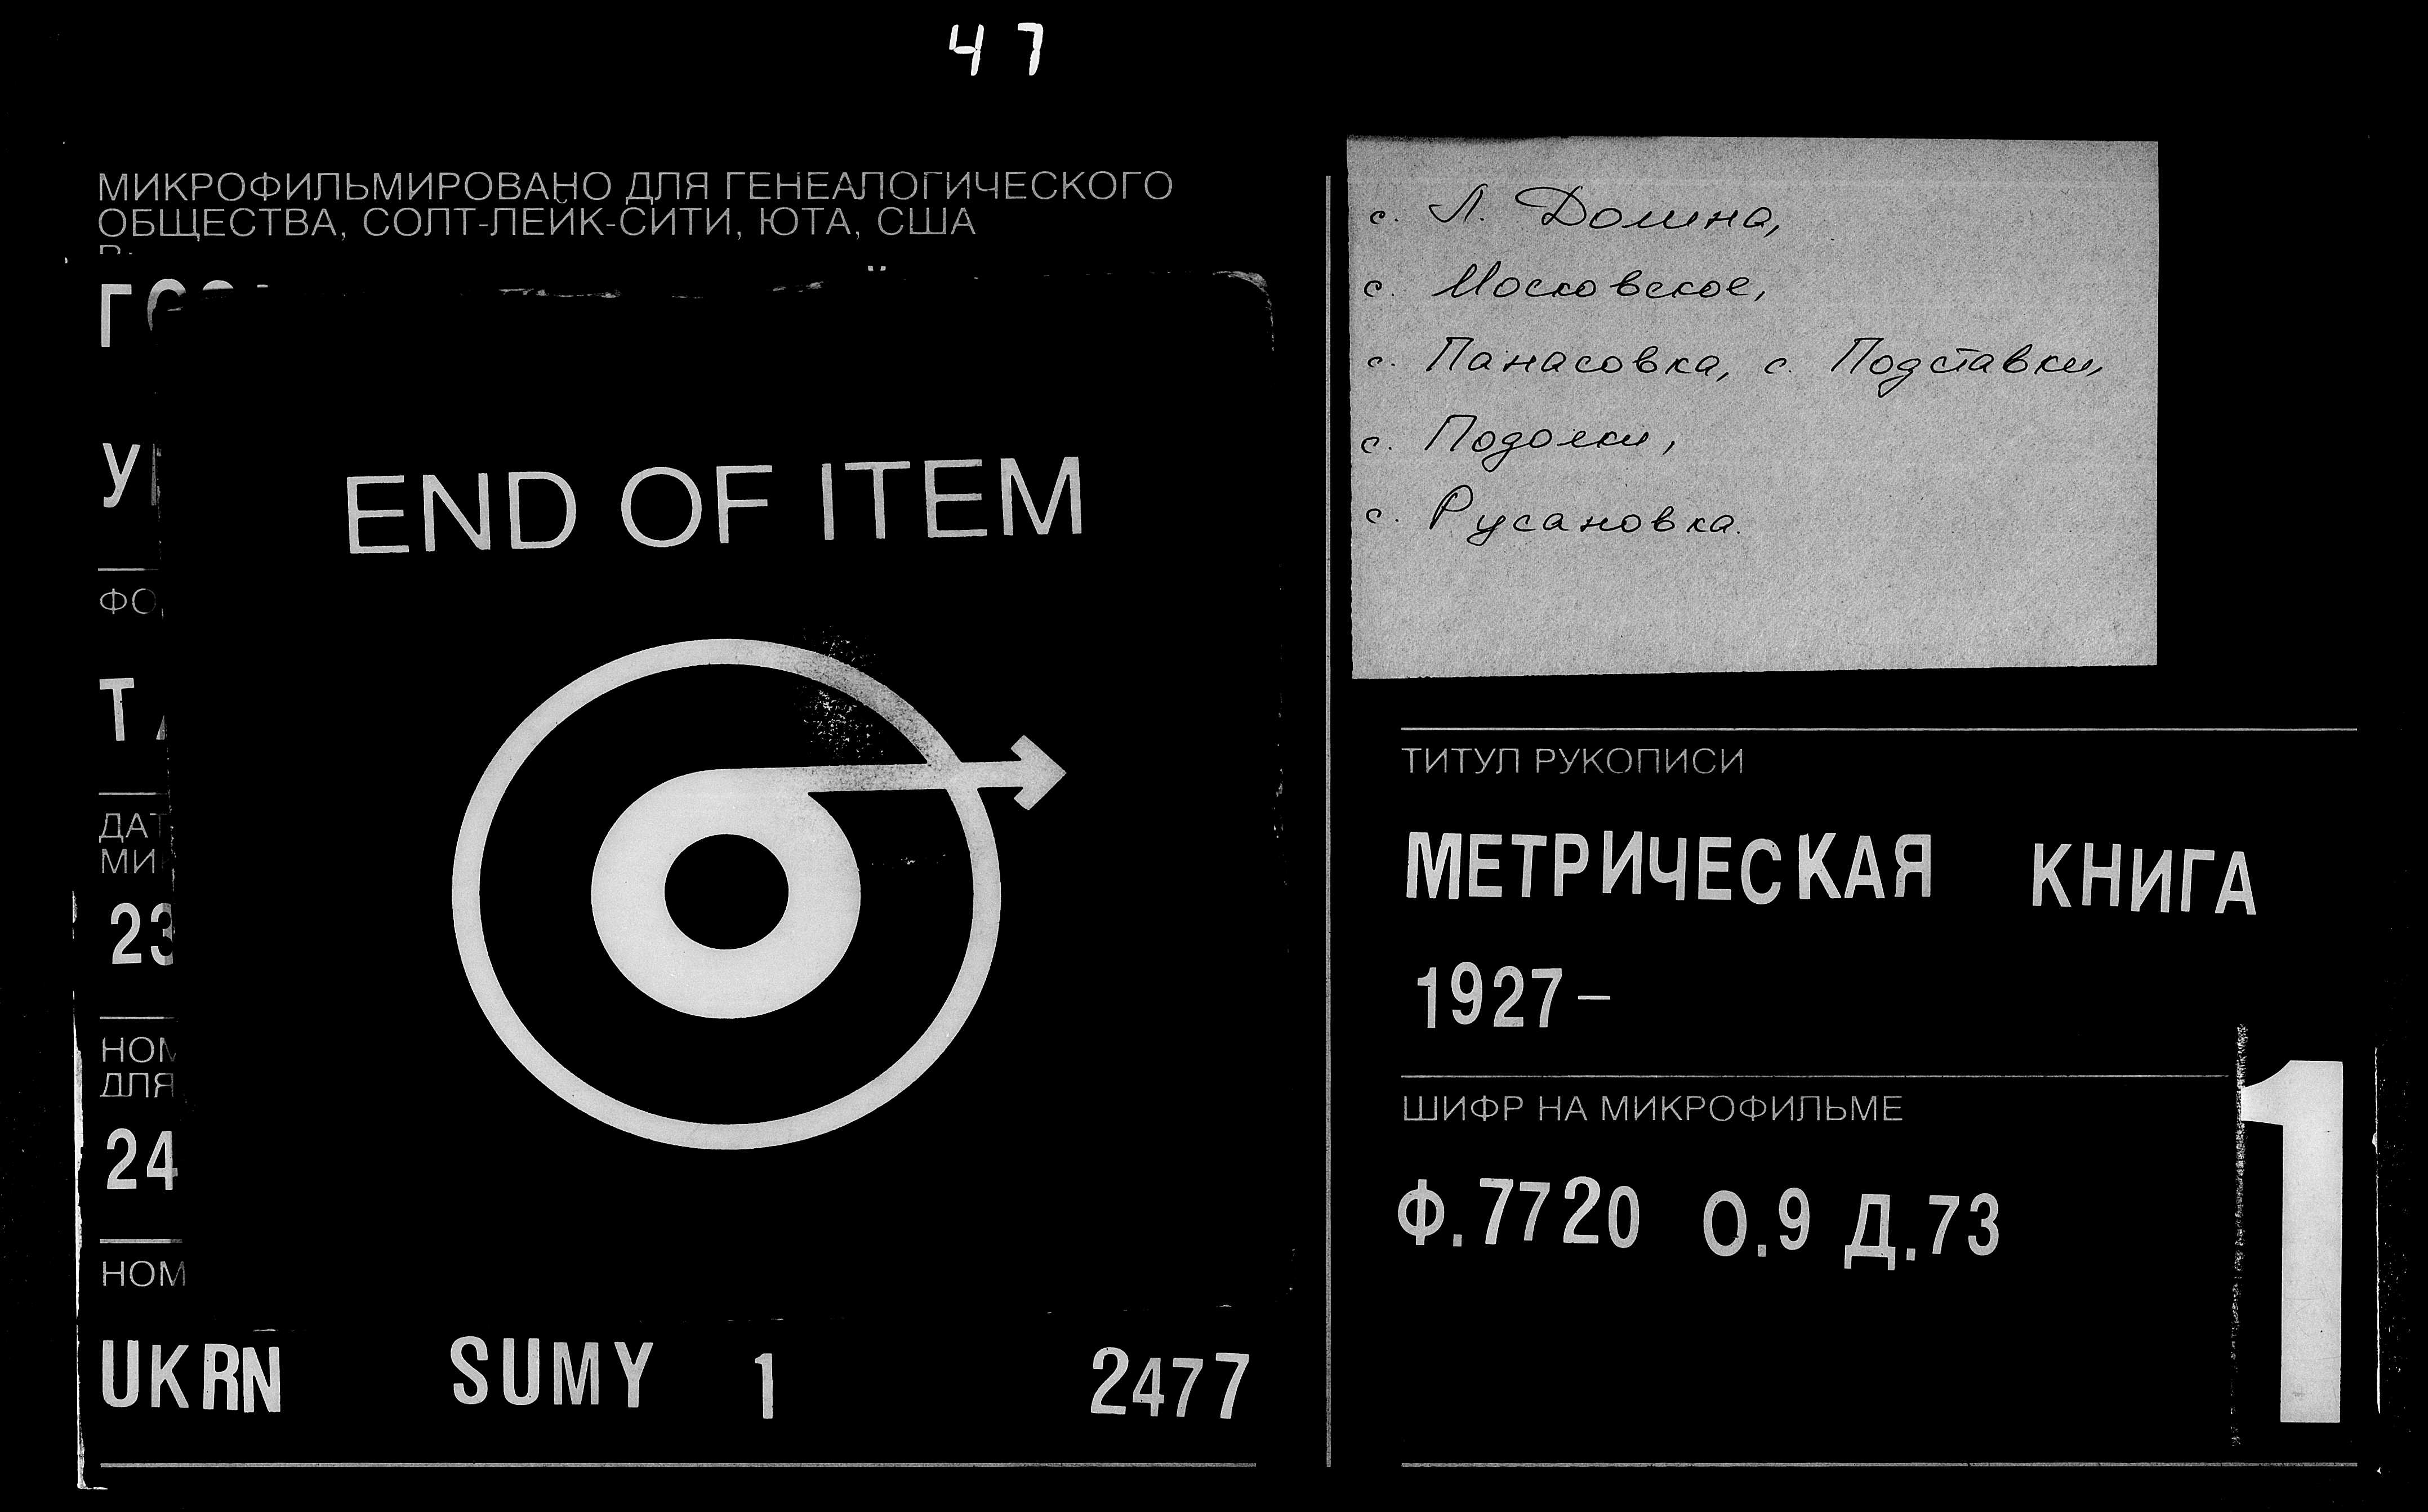 47
МИКРОФИЛЬМИРОВАНО ДЛЯ ГЕНЕАЛОГИЧЕСКОГО
ОБЩЕСТВА, СОЛТ-ЛЕЙК-СИТИ, ЮТА, США
END OF ITEM
23
24
UKRN SUMY 1 2477
с. Л. Долина,
с. Московское,
с. Панасовка, с. Подставки,
с. Подолки,
с. Русановка.
ТИТУЛ РУКОПИСИ
МЕТРИЧЕСКАЯ КНИГА
1927-
ШИФР НА МИКРОФИЛЬМЕ
Ф.7720 О.9 Д.73
1